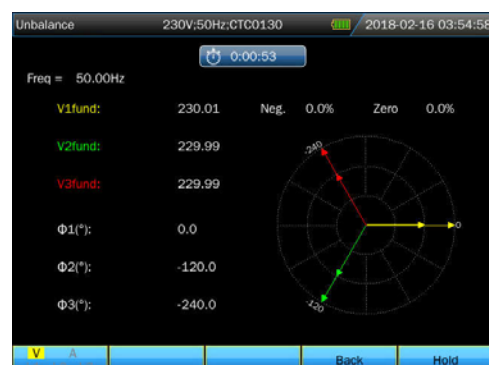 Unbalance 230V;50Hz;CTC0130 2018-02-16 03:54:58
0:00:53
Freq = 50.00Hz
V1fund: 230.01 Neg. 0.0% Zero 0.0%
V2fund: 229.99
V3fund: 229.99
Φ1(°): 0.0
Φ2(°): -120.0
Φ3(°): -240.0
-240
0
-120
V A Back Hold